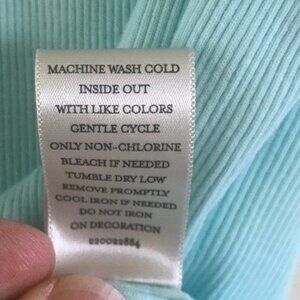 MACHINE WASH COLD
INSIDE OUT
WITH LIKE COLORS
GENTLE CYCLE
ONLY NON-CHLORINE
BLEACH IF NEEDED
TUMBLE DRY LOW
REMOVE PROMPTLY
COOL IRON IF NEEDED
DO NOT IRON
ON DECORATION
220022884